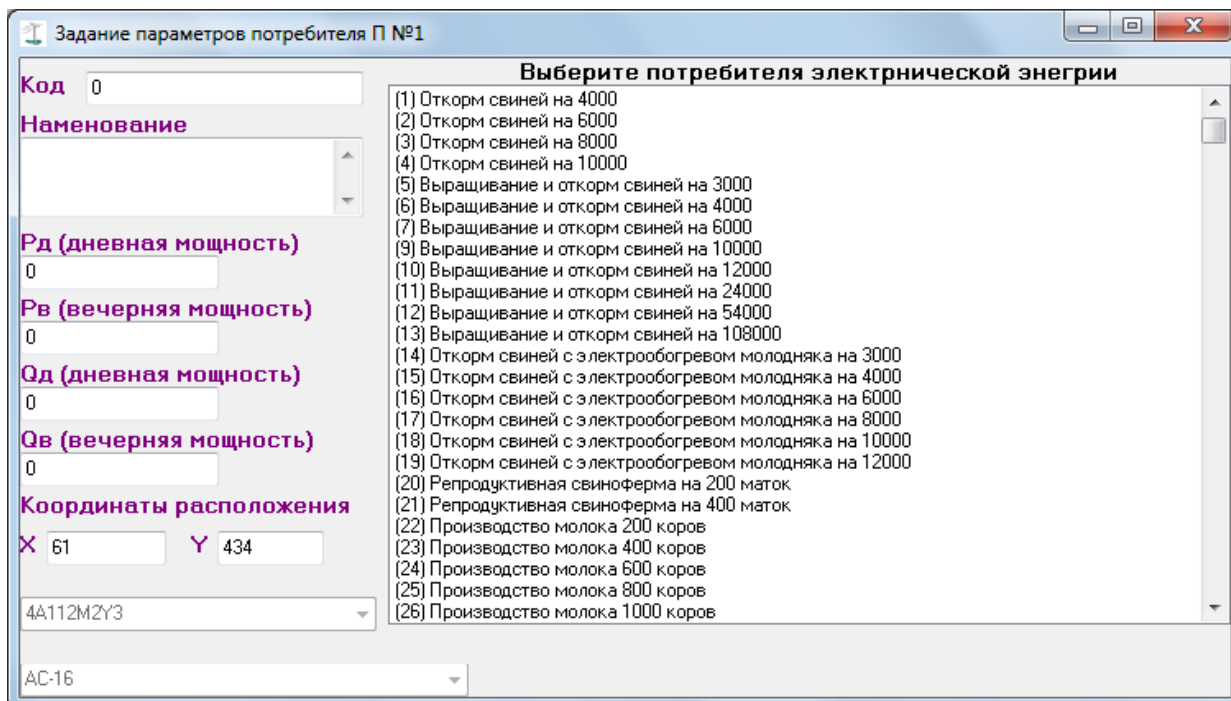 Задание параметров потребителя П №1
Код 0
Наменование
Рд (дневная мощность)
0
Рв (вечерняя мощность)
0
Qд (дневная мощность)
0
Qв (вечерняя мощность)
0
Координаты расположения
X 61 Y 434
4A112M2У3
АС-16
Выберите потребителя электрнической энегрии
(1) Откорм свиней на 4000
(2) Откорм свиней на 6000
(3) Откорм свиней на 8000
(4) Откорм свиней на 10000
(5) Выращивание и откорм свиней на 3000
(6) Выращивание и откорм свиней на 4000
(7) Выращивание и откорм свиней на 6000
(9) Выращивание и откорм свиней на 10000
(10) Выращивание и откорм свиней на 12000
(11) Выращивание и откорм свиней на 24000
(12) Выращивание и откорм свиней на 54000
(13) Выращивание и откорм свиней на 108000
(14) Откорм свиней с электрообогревом молодняка на 3000
(15) Откорм свиней с электрообогревом молодняка на 4000
(16) Откорм свиней с электрообогревом молодняка на 6000
(17) Откорм свиней с электрообогревом молодняка на 8000
(18) Откорм свиней с электрообогревом молодняка на 10000
(19) Откорм свиней с электрообогревом молодняка на 12000
(20) Репродуктивная свиноферма на 200 маток
(21) Репродуктивная свиноферма на 400 маток
(22) Производство молока 200 коров
(23) Производство молока 400 коров
(24) Производство молока 600 коров
(25) Производство молока 800 коров
(26) Производство молока 1000 коров